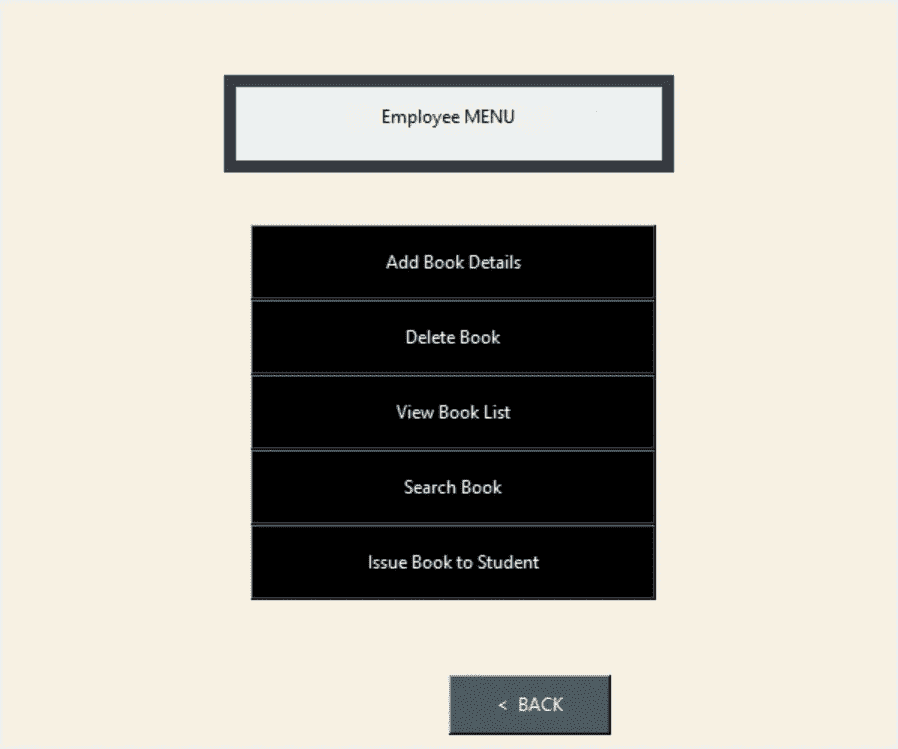 Employee MENU
Add Book Details
Delete Book
View Book List
Search Book
Issue Book to Student
< BACK